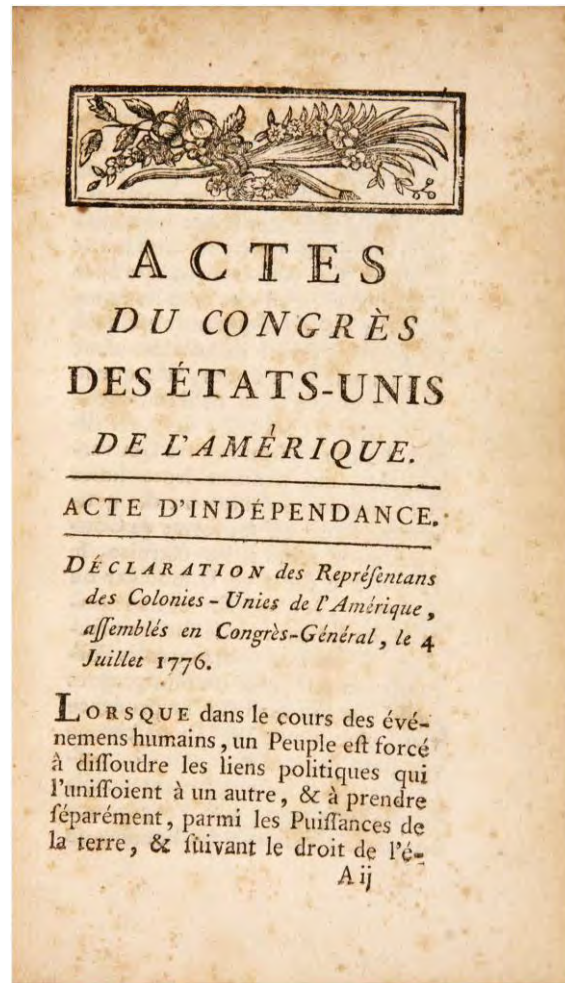 ACTES
DU CONGRÈS
DES ÉTATS-UNIS
DE L'AMÉRIQUE.
ACTE D'INDÉPENDANCE.
DÉCLARATION des Repréſentans
des Colonies-Unies de l'Amérique,
aſſemblés en Congrès-Général, le 4
Juillet 1776.
LORSQUE dans le cours des évé-
nemens humains, un Peuple eſt forcé
à diſſoudre les liens politiques qui
l'uniſſoient à un autre, & à prendre
ſéparément, parmi les Puiſſances de
la terre, & ſuivant le droit de l'é-
A ij